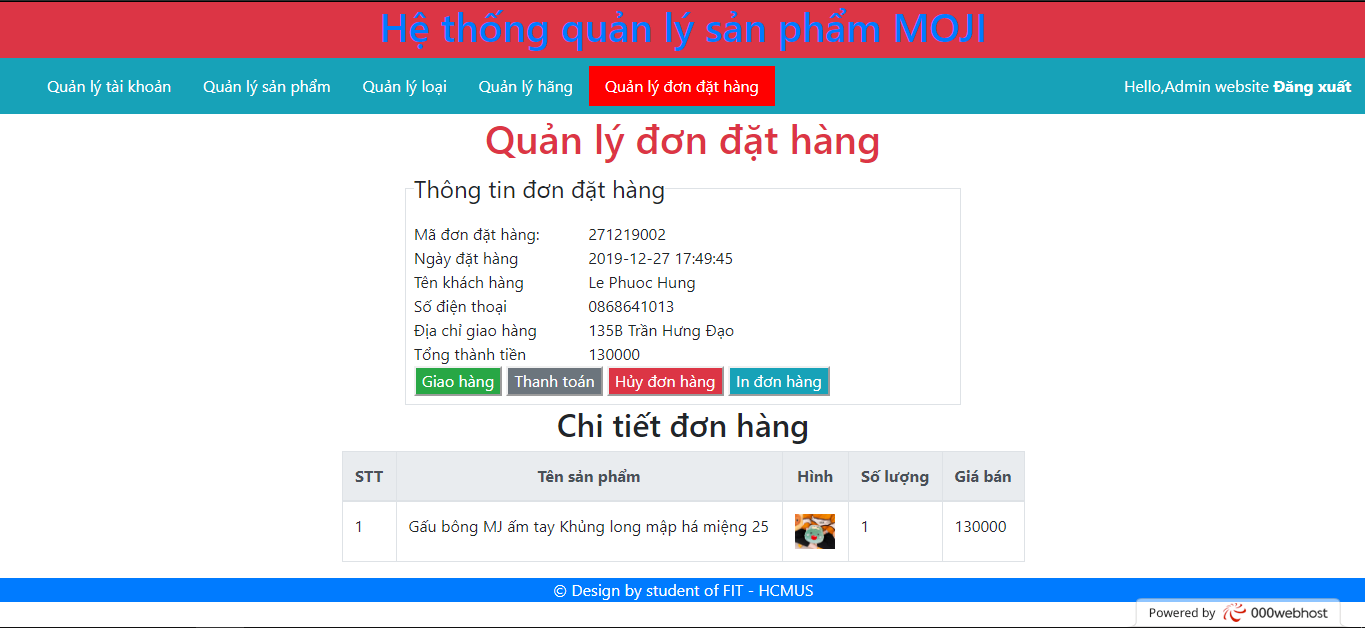 Hệ thống quản lý sản phẩm MOJI
Quản lý tài khoản Quản lý sản phẩm Quản lý loại Quản lý hãng Quản lý đơn đặt hàng Hello,Admin website Đăng xuất
Quản lý đơn đặt hàng
Thông tin đơn đặt hàng
Mã đơn đặt hàng: 271219002
Ngày đặt hàng 2019-12-27 17:49:45
Tên khách hàng Le Phuoc Hung
Số điện thoại 0868641013
Địa chỉ giao hàng 135B Trần Hưng Đạo
Tổng thành tiền 130000
Giao hàng Thanh toán Hủy đơn hàng In đơn hàng
Chi tiết đơn hàng
STT Tên sản phẩm Hình Số lượng Giá bán
1 Gấu bông MJ ấm tay Khủng long mập há miệng 25 1 130000
© Design by student of FIT - HCMUS
Powered by 000webhost